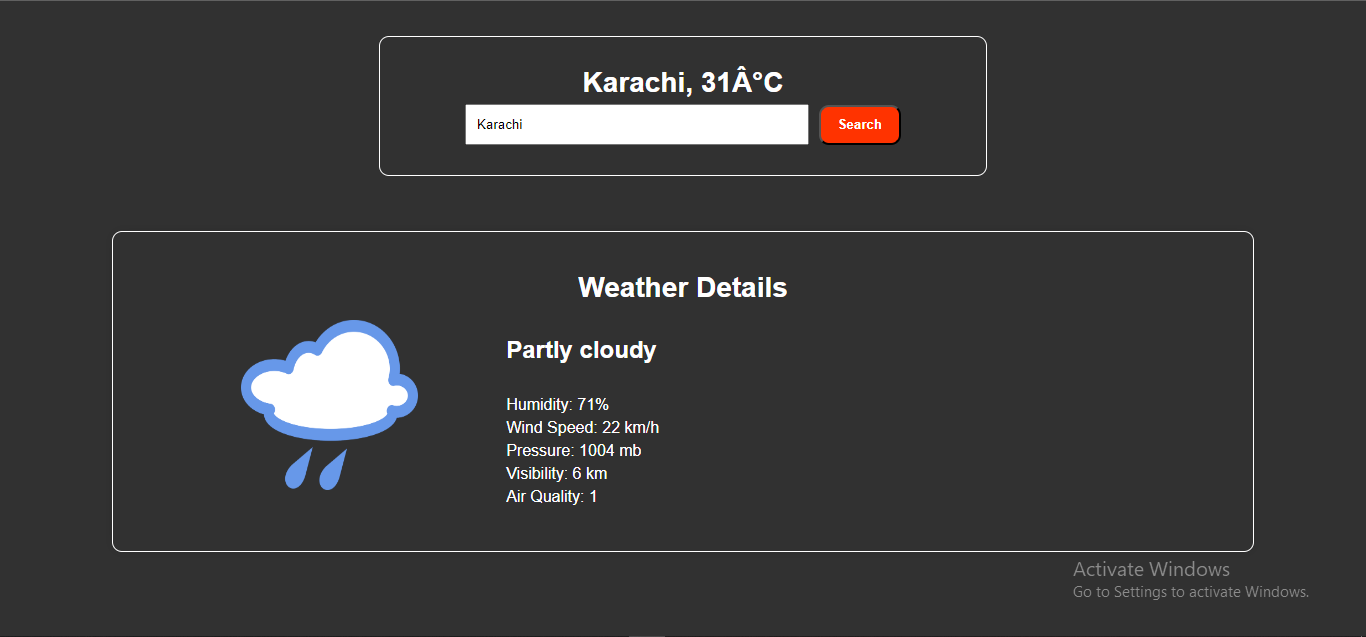 Karachi, 31Â°C
Karachi
Search
Weather Details
Partly cloudy
Humidity: 71%
Wind Speed: 22 km/h
Pressure: 1004 mb
Visibility: 6 km
Air Quality: 1
Activate Windows
Go to Settings to activate Windows.